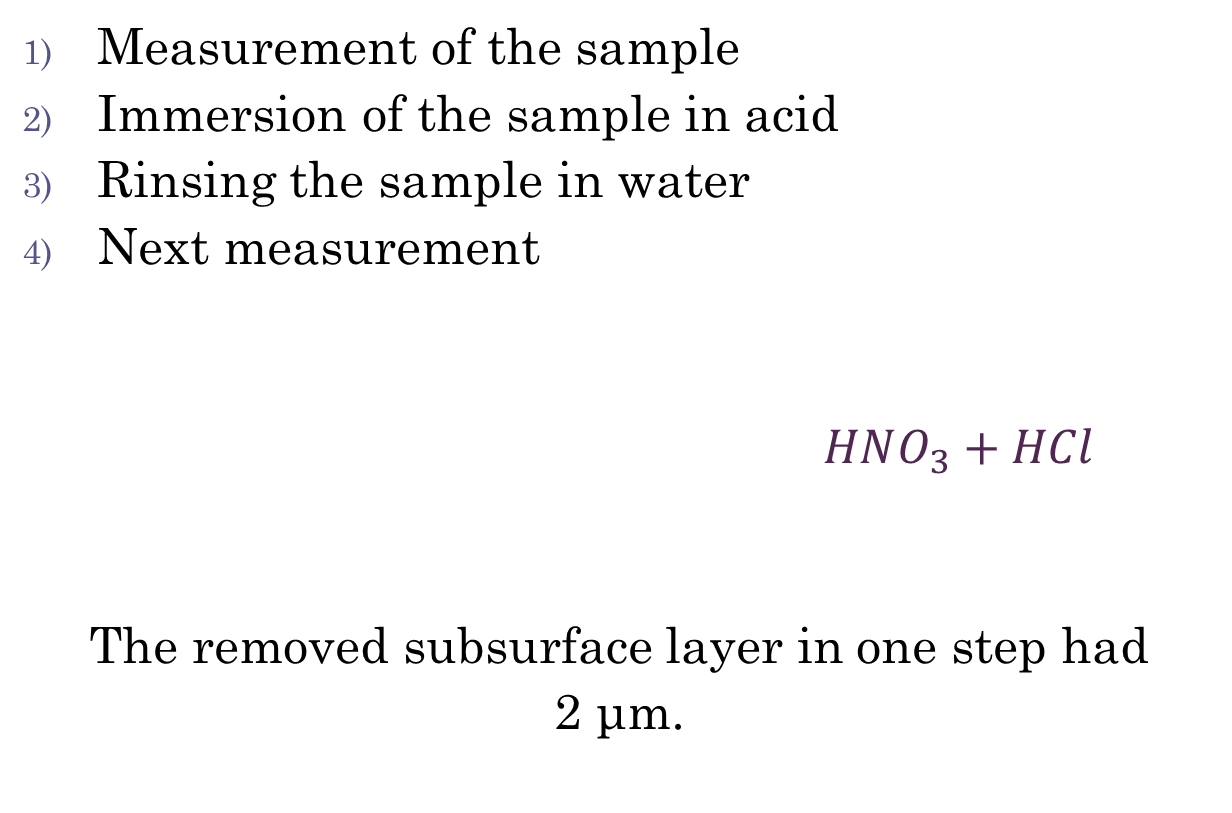 1) Measurement of the sample
2) Immersion of the sample in acid
3) Rinsing the sample in water
4) Next measurement
HNO₃ + HCl
The removed subsurface layer in one step had
2 µm.